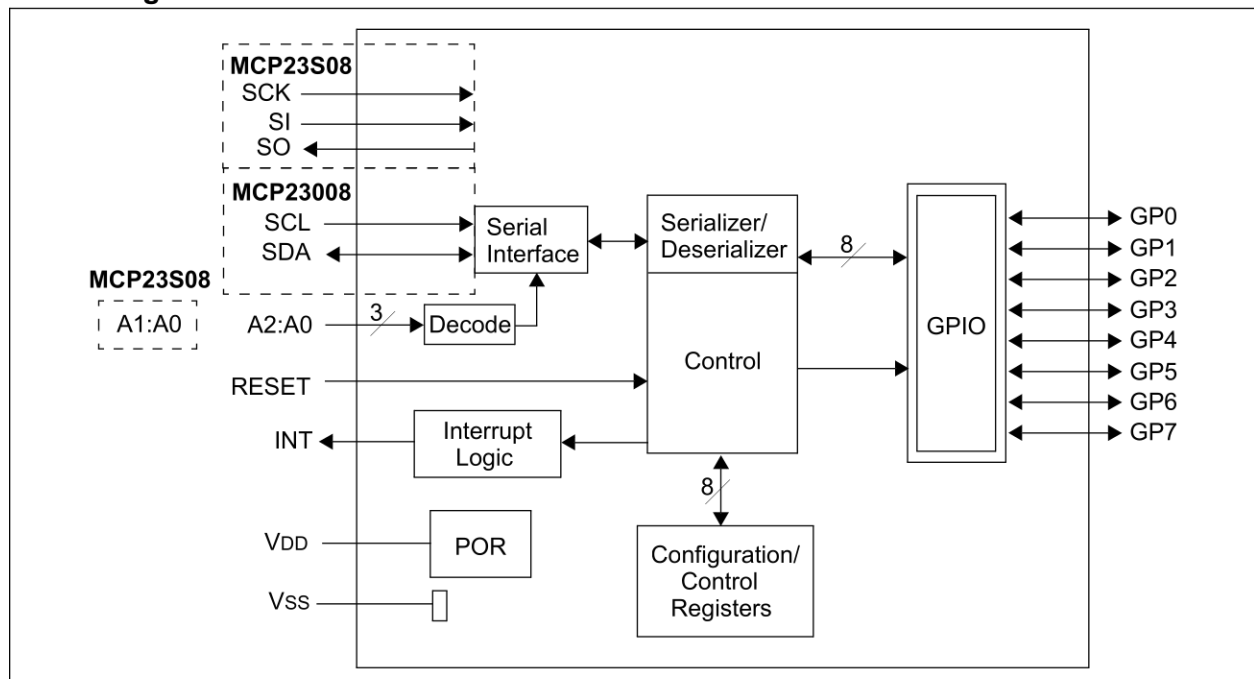 MCP23S08
SCK
SI
SO
MCP23008
SCL
SDA
MCP23S08
A1:A0
A2:A0
3
Decode
Serial
Interface
Serializer/
Deserializer
8
Control
GPIO
GP0
GP1
GP2
GP3
GP4
GP5
GP6
GP7
RESET
INT
Interrupt
Logic
8
VDD
POR
VSS
Configuration/
Control
Registers